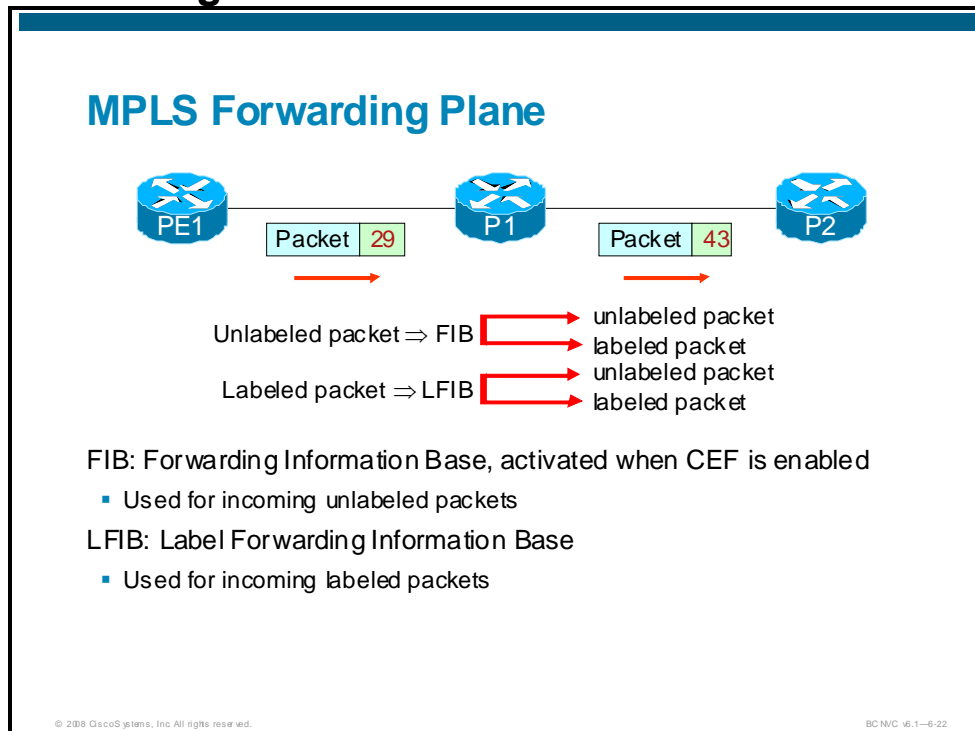 MPLS Forwarding Plane
PE1
P1
P2
Packet 29
Packet 43
Unlabeled packet ⇒ FIB
unlabeled packet
labeled packet
Labeled packet ⇒ LFIB
unlabeled packet
labeled packet
FIB: Forwarding Information Base, activated when CEF is enabled
▪ Used for incoming unlabeled packets
LFIB: Label Forwarding Information Base
▪ Used for incoming labeled packets
© 2008 Cisco Systems, Inc. All rights reserved.
BCNVC v6.1—6-22